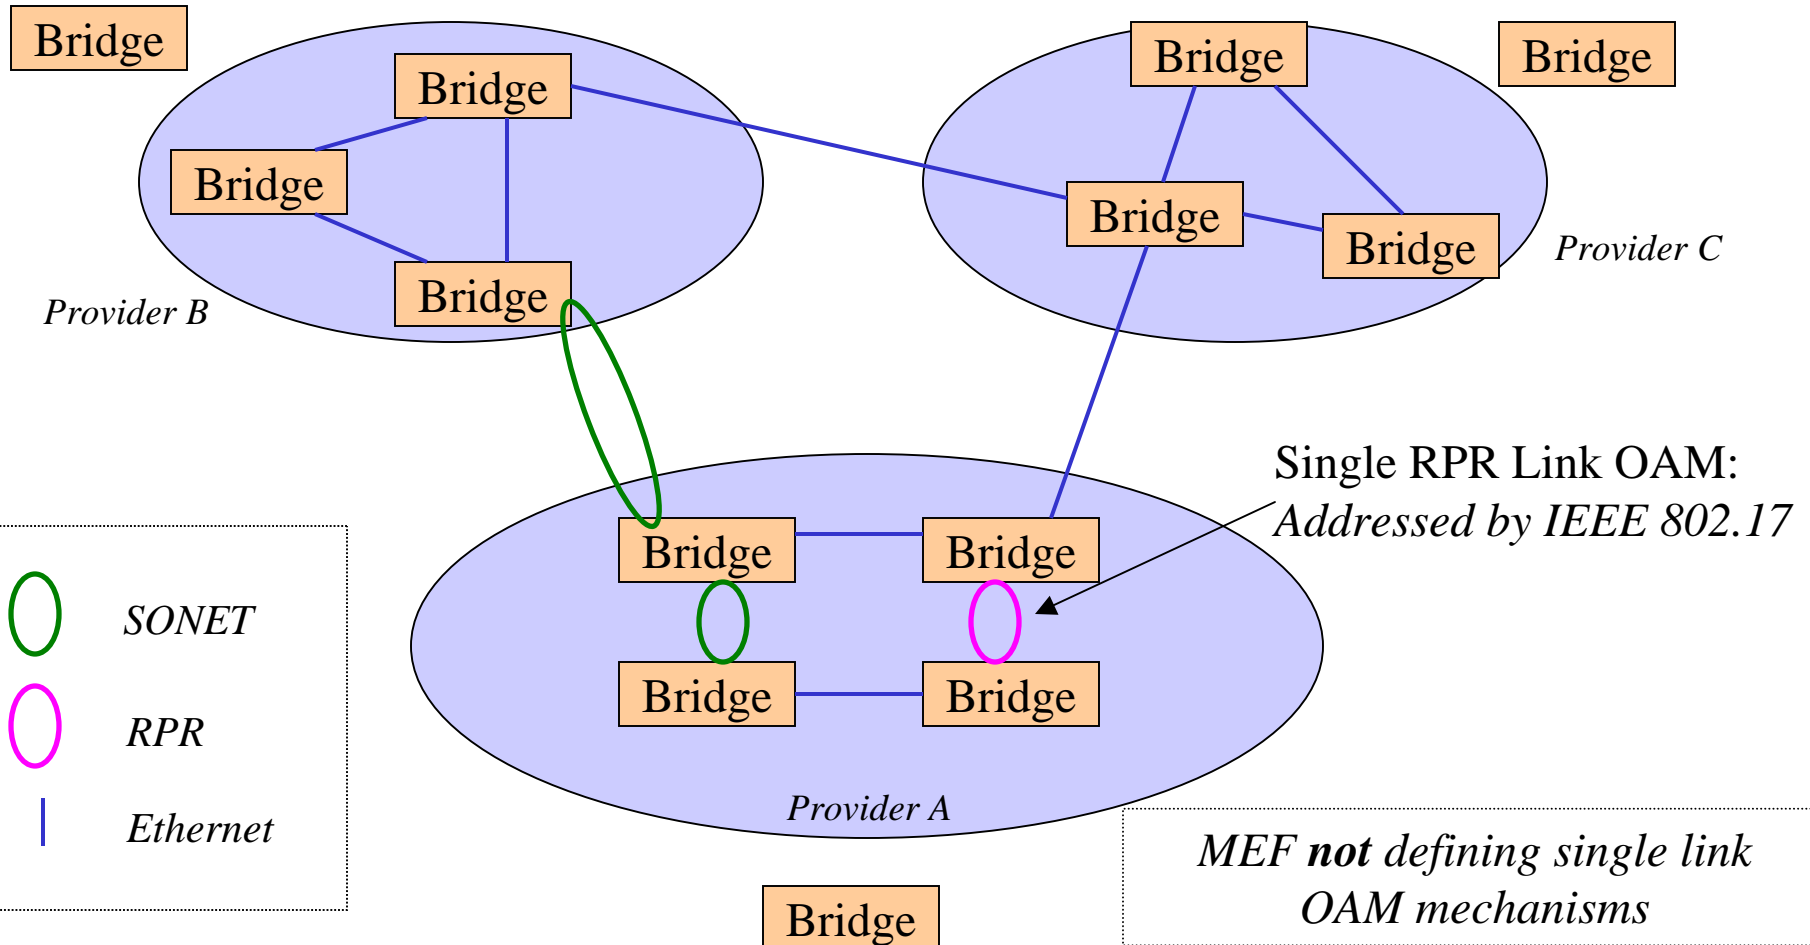 Bridge
Bridge
Bridge
Bridge
Bridge
Bridge
Bridge
Bridge
Bridge
Provider B
Provider C
Single RPR Link OAM:
Addressed by IEEE 802.17
Bridge
Bridge
Bridge
Bridge
Provider A
SONET
RPR
Ethernet
MEF not defining single link
OAM mechanisms
Bridge